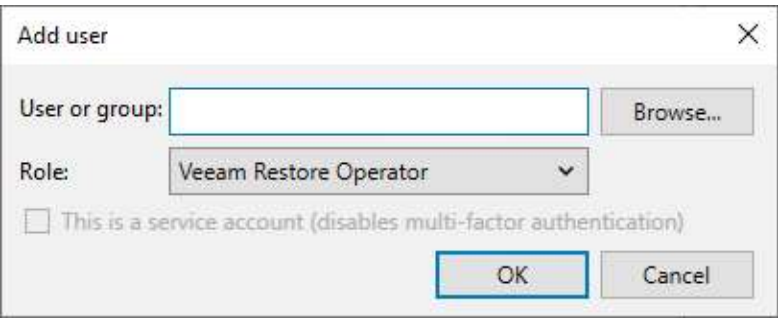 Add user
User or group: Browse...
Role: Veeam Restore Operator
This is a service account (disables multi-factor authentication)
OK Cancel